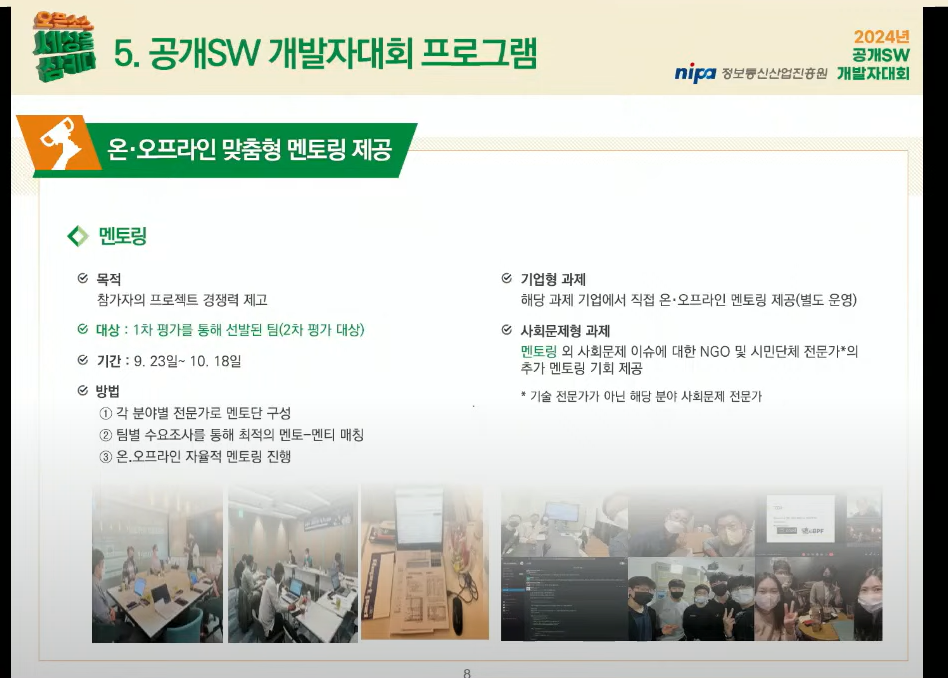 오픈소스
세상을
살리다
5. 공개SW 개발자대회 프로그램
nipa 정보통신산업진흥원
2024년
공개SW
개발자대회
온·오프라인 맞춤형 멘토링 제공
멘토링
목적
참가자의 프로젝트 경쟁력 제고
대상 : 1차 평가를 통해 선발된 팀(2차 평가 대상)
기간 : 9. 23일~ 10. 18일
방법
① 각 분야별 전문가로 멘토단 구성
② 팀별 수요조사를 통해 최적의 멘토-멘티 매칭
③ 온.오프라인 자율적 멘토링 진행
기업형 과제
해당 과제 기업에서 직접 온·오프라인 멘토링 제공(별도 운영)
사회문제형 과제
멘토링 외 사회문제 이슈에 대한 NGO 및 시민단체 전문가*의
추가 멘토링 기회 제공
* 기술 전문가가 아닌 해당 분야 사회문제 전문가
8